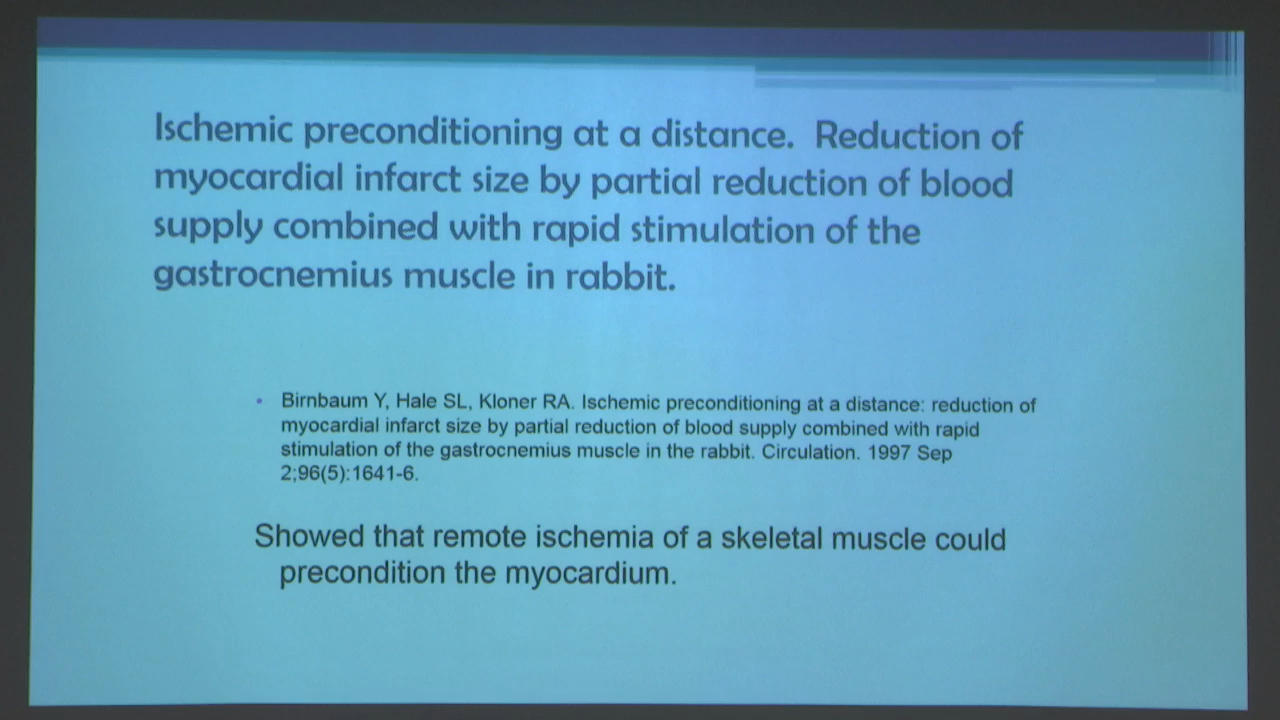 Ischemic preconditioning at a distance. Reduction of
myocardial infarct size by partial reduction of blood
supply combined with rapid stimulation of the
gastrocnemius muscle in rabbit.
• Birnbaum Y, Hale SL, Kloner RA. Ischemic preconditioning at a distance: reduction of
myocardial infarct size by partial reduction of blood supply combined with rapid
stimulation of the gastrocnemius muscle in the rabbit. Circulation. 1997 Sep
2;96(5):1641-6.
Showed that remote ischemia of a skeletal muscle could
precondition the myocardium.